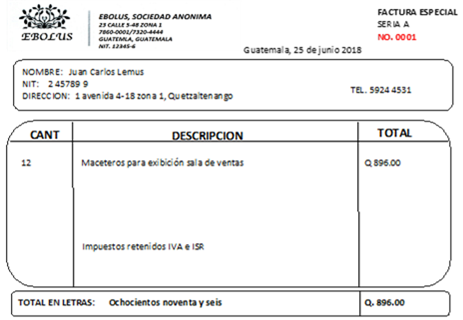 EBOLUS
EBOLUS, SOCIEDAD ANONIMA
23 CALLE 5-48 ZONA 1
7860-0001/7320-4444
GUATEMLA, GUATEMALA
NIT. 12345-6
FACTURA ESPECIAL
SERIA A
NO. 0001
Guatemala, 25 de junio 2018
NOMBRE: Juan Carlos Lemus
NIT: 2 45789 9
DIRECCION: 1 avenida 4-18 zona 1, Quetzaltenango
TEL. 5924 4531
CANT DESCRIPCION TOTAL
12 Maceteros para exibición sala de ventas Q 896.00
Impuestos retenidos IVA e ISR
TOTAL EN LETRAS: Ochocientos noventa y seis Q. 896.00